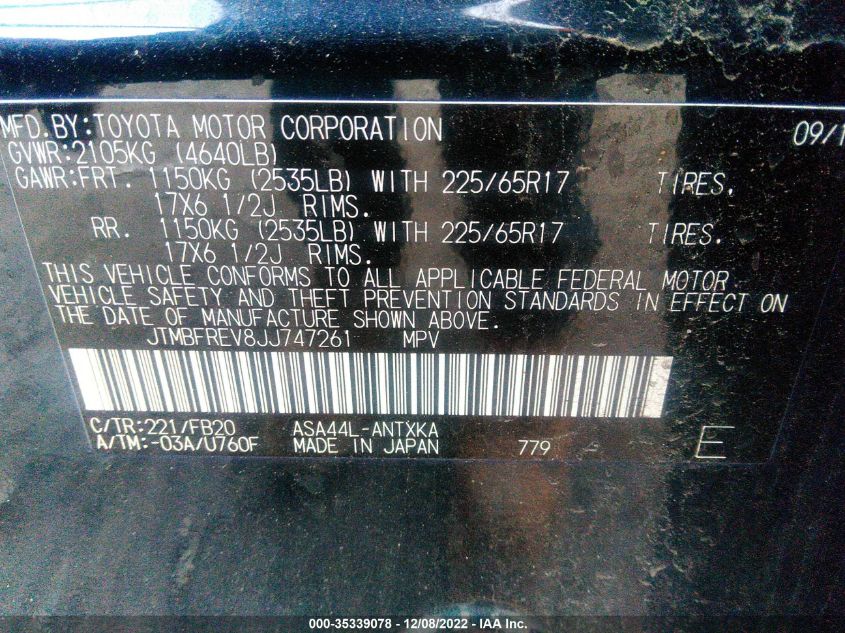 MFD.BY:TOYOTA MOTOR CORPORATION 09/1
GVWR:2105KG (4640LB)
GAWR:FRT. 1150KG (2535LB) WITH 225/65R17 TIRES,
17X6 1/2J RIMS.
RR. 1150KG (2535LB) WITH 225/65R17 TIRES.
17X6 1/2J RIMS.
THIS VEHICLE CONFORMS TO ALL APPLICABLE FEDERAL MOTOR
VEHICLE SAFETY AND THEFT PREVENTION STANDARDS IN EFFECT ON
THE DATE OF MANUFACTURE SHOWN ABOVE.
JTMBFREV8JJ747261 MPV
C/TR:221/FB20 ASA44L-ANTXKA
A/TM:-03A/U760F MADE IN JAPAN 779 E
000-35339078 - 12/08/2022 - IAA Inc.